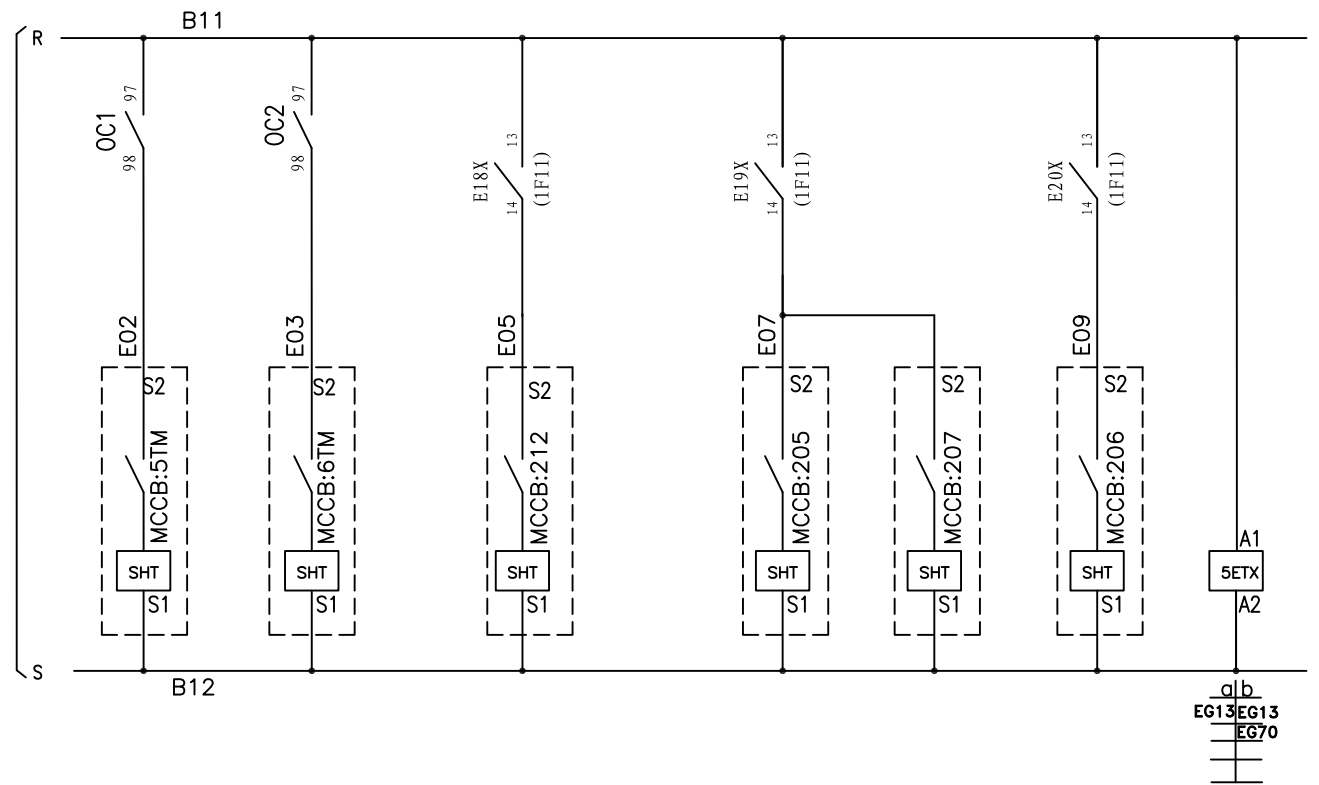 B11
R
97
OC1
98
97
OC2
98
13
E18X
(1F11)
14
13
E19X
(1F11)
14
13
E20X
(1F11)
14
E02
E03
E05
E07
E09
S2
S2
S2
S2
S2
S2
MCCB:5TM
MCCB:6TM
MCCB:212
MCCB:205
MCCB:207
MCCB:206
A1
SHT
SHT
SHT
SHT
SHT
SHT
5ETX
S1
S1
S1
S1
S1
S1
A2
S
B12
a b
EG13 EG13
EG70